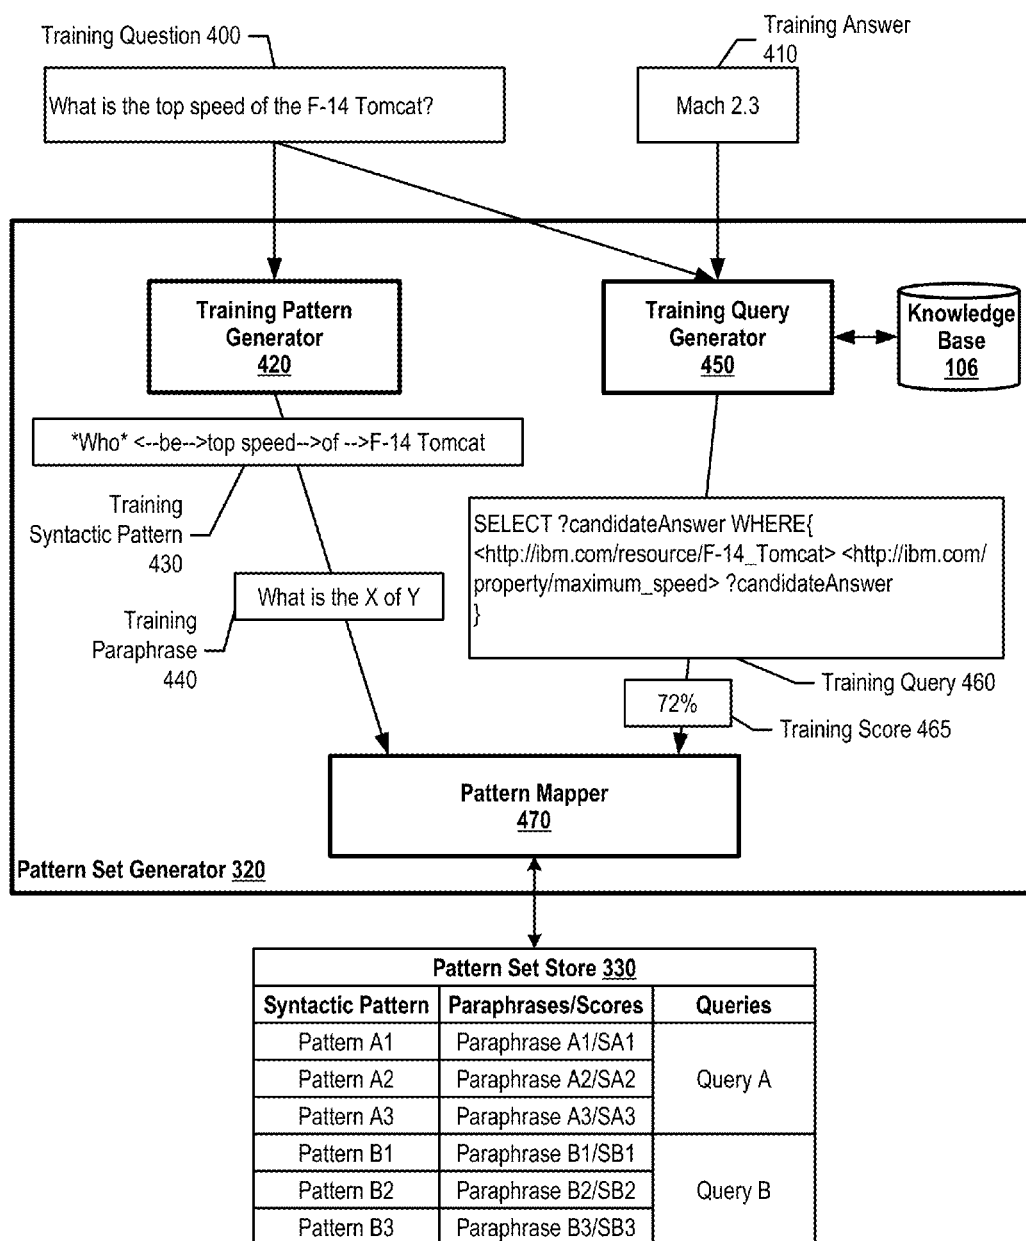 Training Question 400
Training Answer
410
What is the top speed of the F-14 Tomcat?
Mach 2.3
Training Pattern
Generator
420
Training Query
Generator
450
Knowledge
Base
106
*Who* <--be-->top speed-->of -->F-14 Tomcat
Training
Syntactic Pattern
430
SELECT ?candidateAnswer WHERE{
<http://ibm.com/resource/F-14_Tomcat> <http://ibm.com/
property/maximum_speed> ?candidateAnswer
}
What is the X of Y
Training
Paraphrase
440
Training Query 460
72%
Training Score 465
Pattern Mapper
470
Pattern Set Generator 320
Pattern Set Store 330
Syntactic Pattern Paraphrases/Scores Queries
Pattern A1 Paraphrase A1/SA1
Pattern A2 Paraphrase A2/SA2 Query A
Pattern A3 Paraphrase A3/SA3
Pattern B1 Paraphrase B1/SB1
Pattern B2 Paraphrase B2/SB2 Query B
Pattern B3 Paraphrase B3/SB3